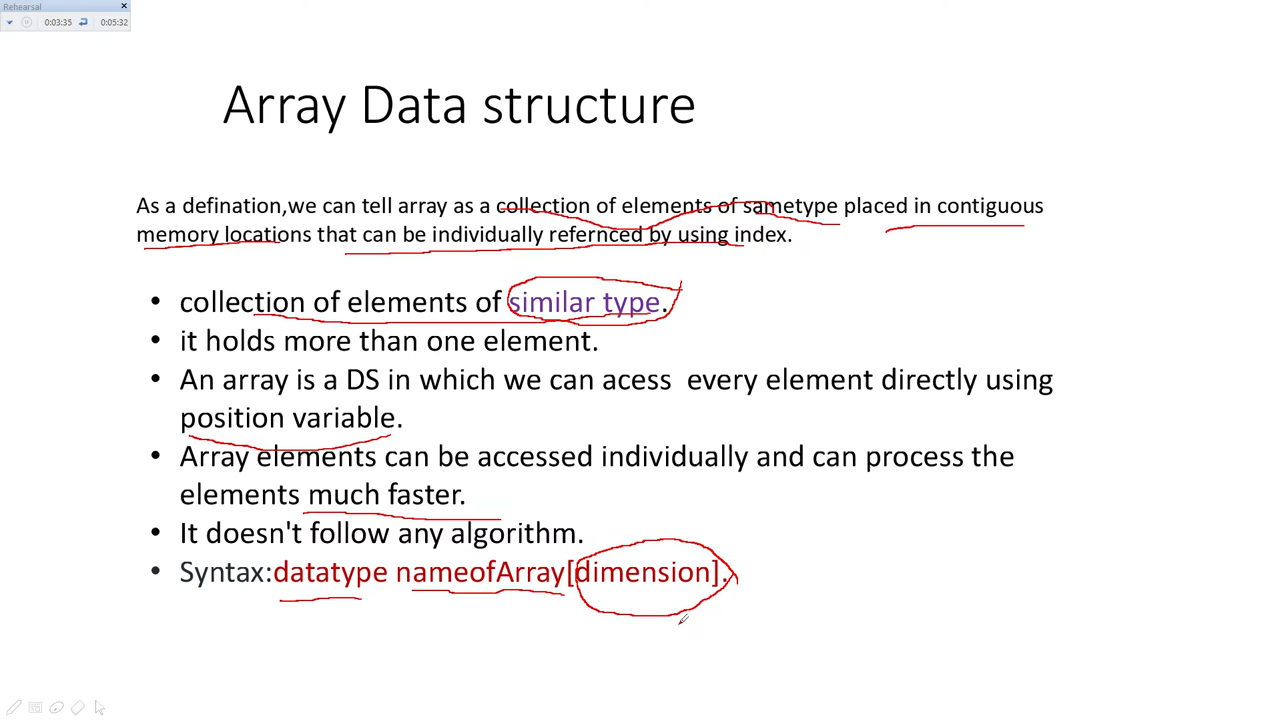 Rehearsal
0:03:35 0:05:32
Array Data structure
As a defination,we can tell array as a collection of elements of sametype placed in contiguous
memory locations that can be individually refernced by using index.
• collection of elements of similar type.
• it holds more than one element.
• An array is a DS in which we can acess every element directly using
position variable.
• Array elements can be accessed individually and can process the
elements much faster.
• It doesn't follow any algorithm.
• Syntax:datatype nameofArray[dimension].